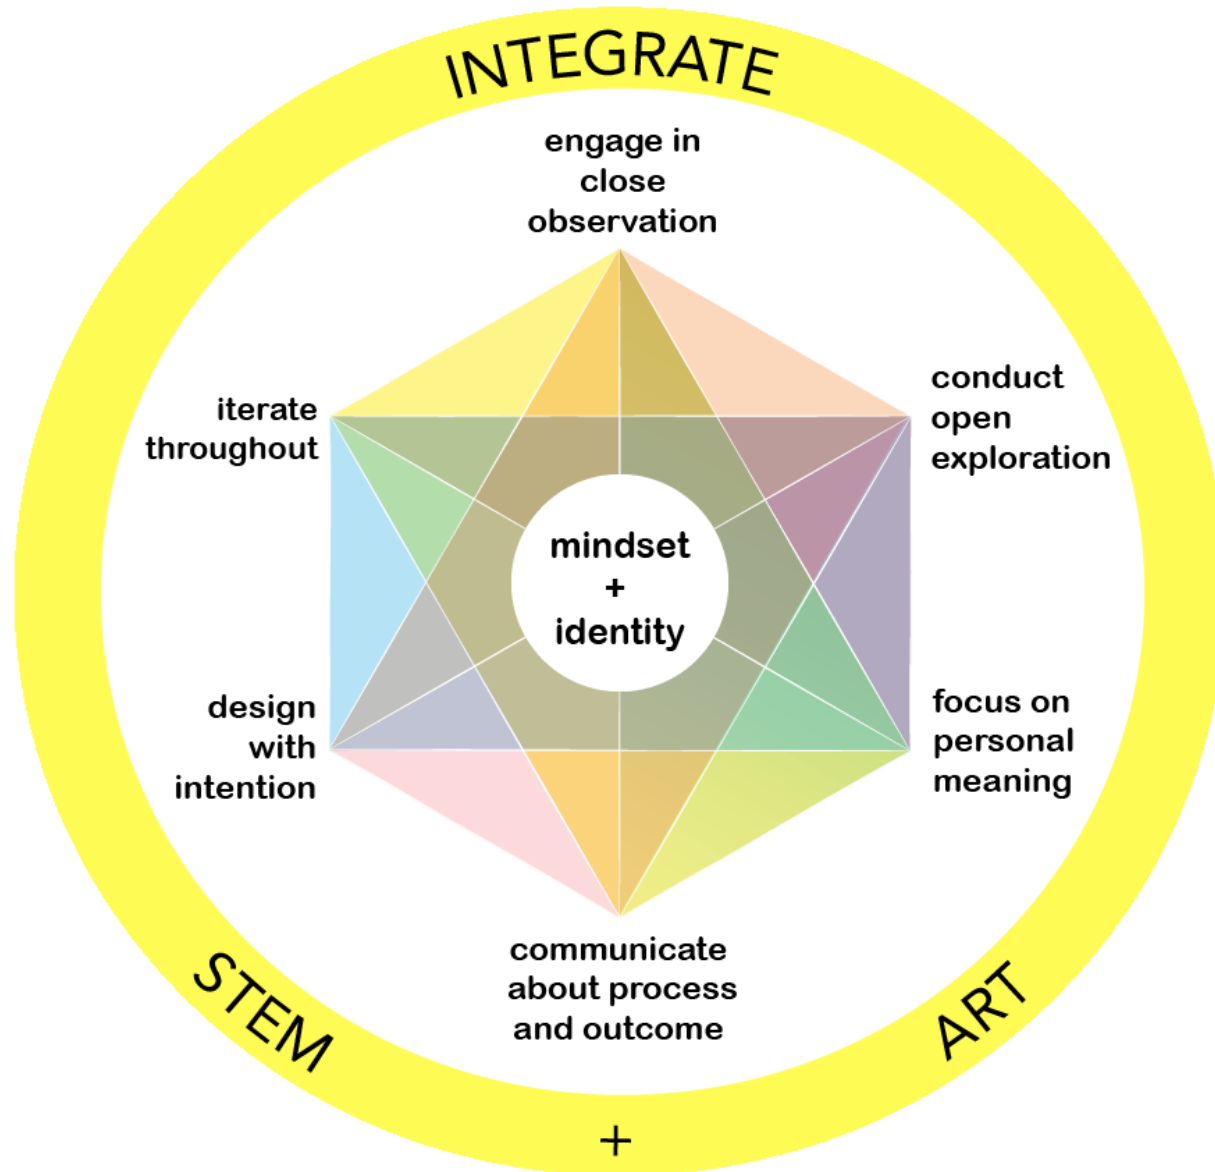 INTEGRATE
engage in
close
observation
conduct
open
exploration
iterate
throughout
mindset
+
identity
focus on
personal
meaning
design
with
intention
communicate
about process
and outcome
STEM
+
ART